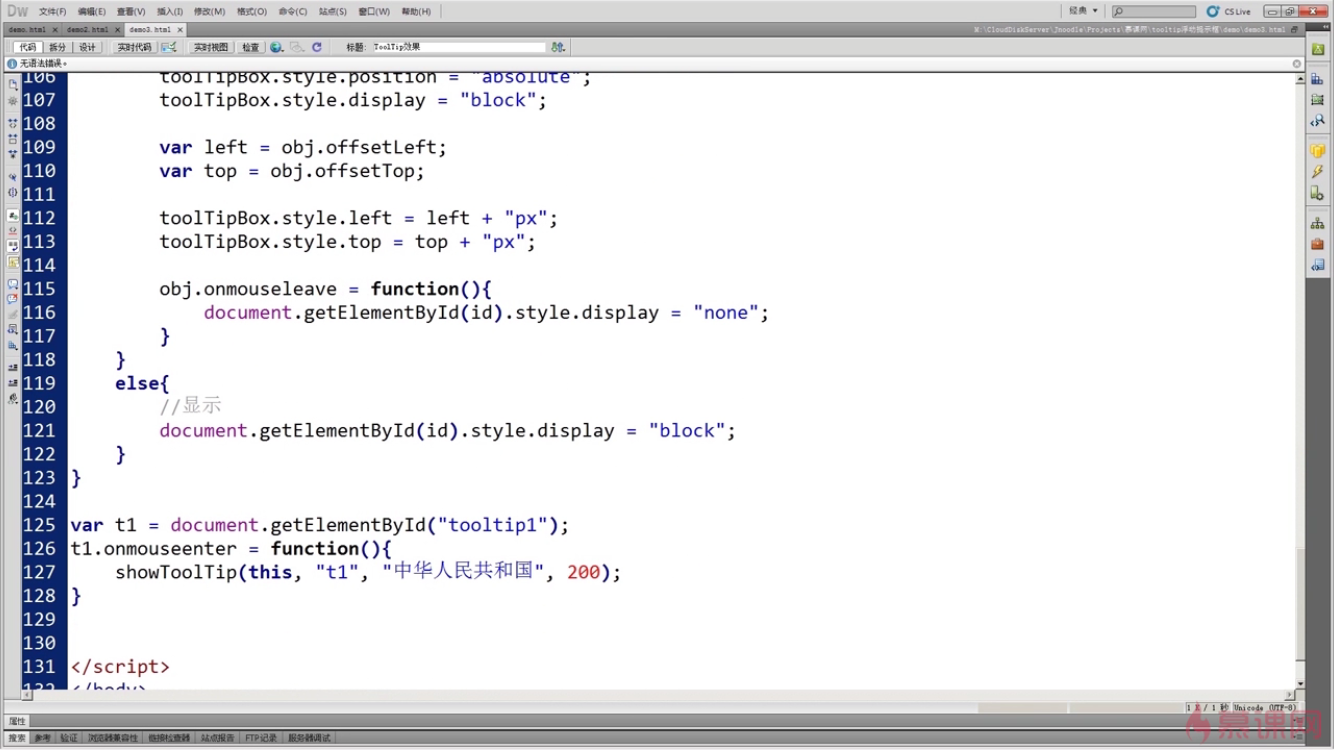 Dw 文件(F) 编辑(E) 查看(V) 插入(I) 修改(M) 格式(O) 命令(C) 站点(S) 窗口(W) 帮助(H) 经典 CS Live
demo.html × demo2.html × demo3.html × M:\CloudDiskServer\Jnoodle\Projects\慕课网\tooltip浮动提示框\demo\demo3.html
代码 拆分 设计 实时代码 实时视图 检查 标题: ToolTip效果
无语法错误。
106 toolTipBox.style.position = "absolute";
107 toolTipBox.style.display = "block";
108
109 var left = obj.offsetLeft;
110 var top = obj.offsetTop;
111
112 toolTipBox.style.left = left + "px";
113 toolTipBox.style.top = top + "px";
114
115 obj.onmouseleave = function(){
116 document.getElementById(id).style.display = "none";
117 }
118 }
119 else{
120 //显示
121 document.getElementById(id).style.display = "block";
122 }
123 }
124
125 var t1 = document.getElementById("tooltip1");
126 t1.onmouseenter = function(){
127 showToolTip(this, "t1", "中华人民共和国", 200);
128 }
129
130
131 </script>
132 </body>
1 K / 1 秒 Unicode (UTF-8)
属性
搜索 参考 验证 浏览器兼容性 链接检查器 站点报告 FTP记录 服务器调试
慕课网